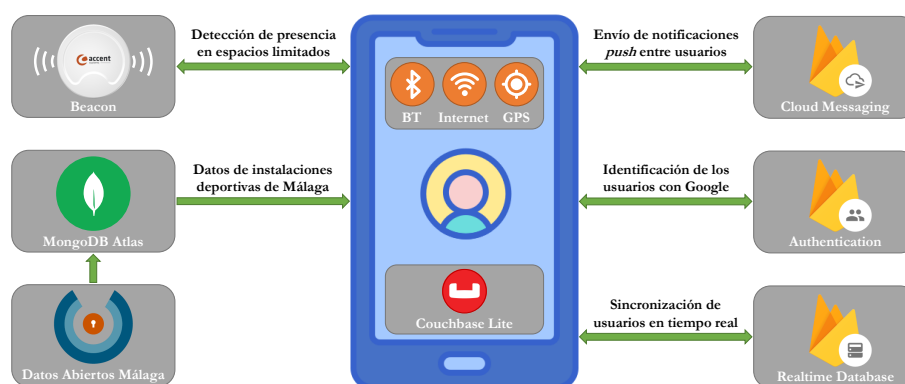 Detección de presencia
en espacios limitados
accent
Beacon
Datos de instalaciones
deportivas de Málaga
MongoDB Atlas
Datos Abiertos Málaga
BT Internet GPS
Couchbase Lite
Envío de notificaciones
push entre usuarios
Cloud Messaging
Identificación de los
usuarios con Google
Authentication
Sincronización de
usuarios en tiempo real
Realtime Database